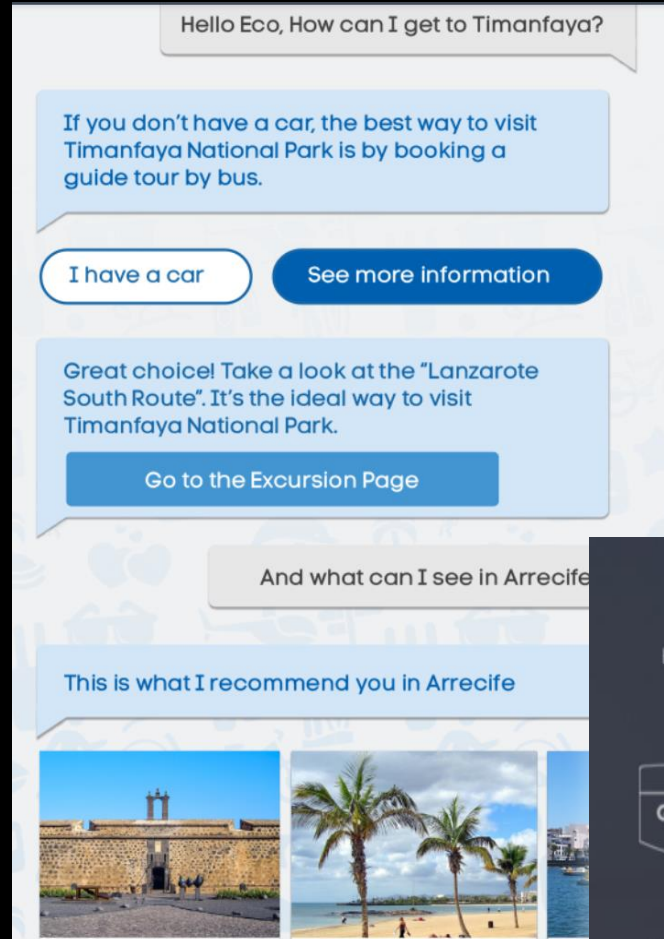 Hello Eco, How can I get to Timanfaya?
If you don't have a car, the best way to visit
Timanfaya National Park is by booking a
guide tour by bus.
I have a car
See more information
Great choice! Take a look at the “Lanzarote
South Route”. It's the ideal way to visit
Timanfaya National Park.
Go to the Excursion Page
And what can I see in Arrecife
This is what I recommend you in Arrecife